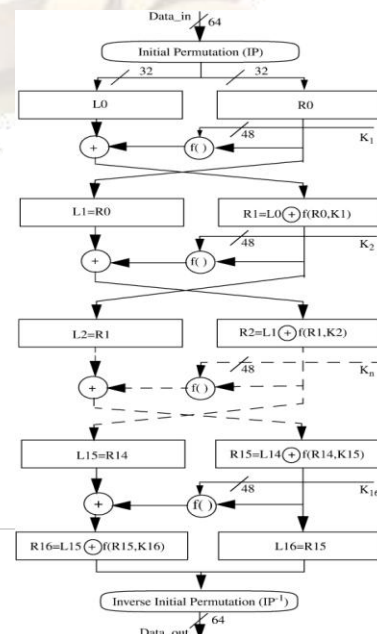 Data_in
64
Initial Permutation (IP)
32 32
L0 R0
48
+ f( ) K1
L1=R0 R1=L0 + f(R0,K1)
48
+ f( ) K2
L2=R1 R2=L1 + f(R1,K2)
48
+ f( ) Kn
L15=R14 R15=L14 + f(R14,K15)
48
+ f( ) K16
R16=L15 + f(R15,K16) L16=R15
Inverse Initial Permutation (IP-1)
64
Data_out